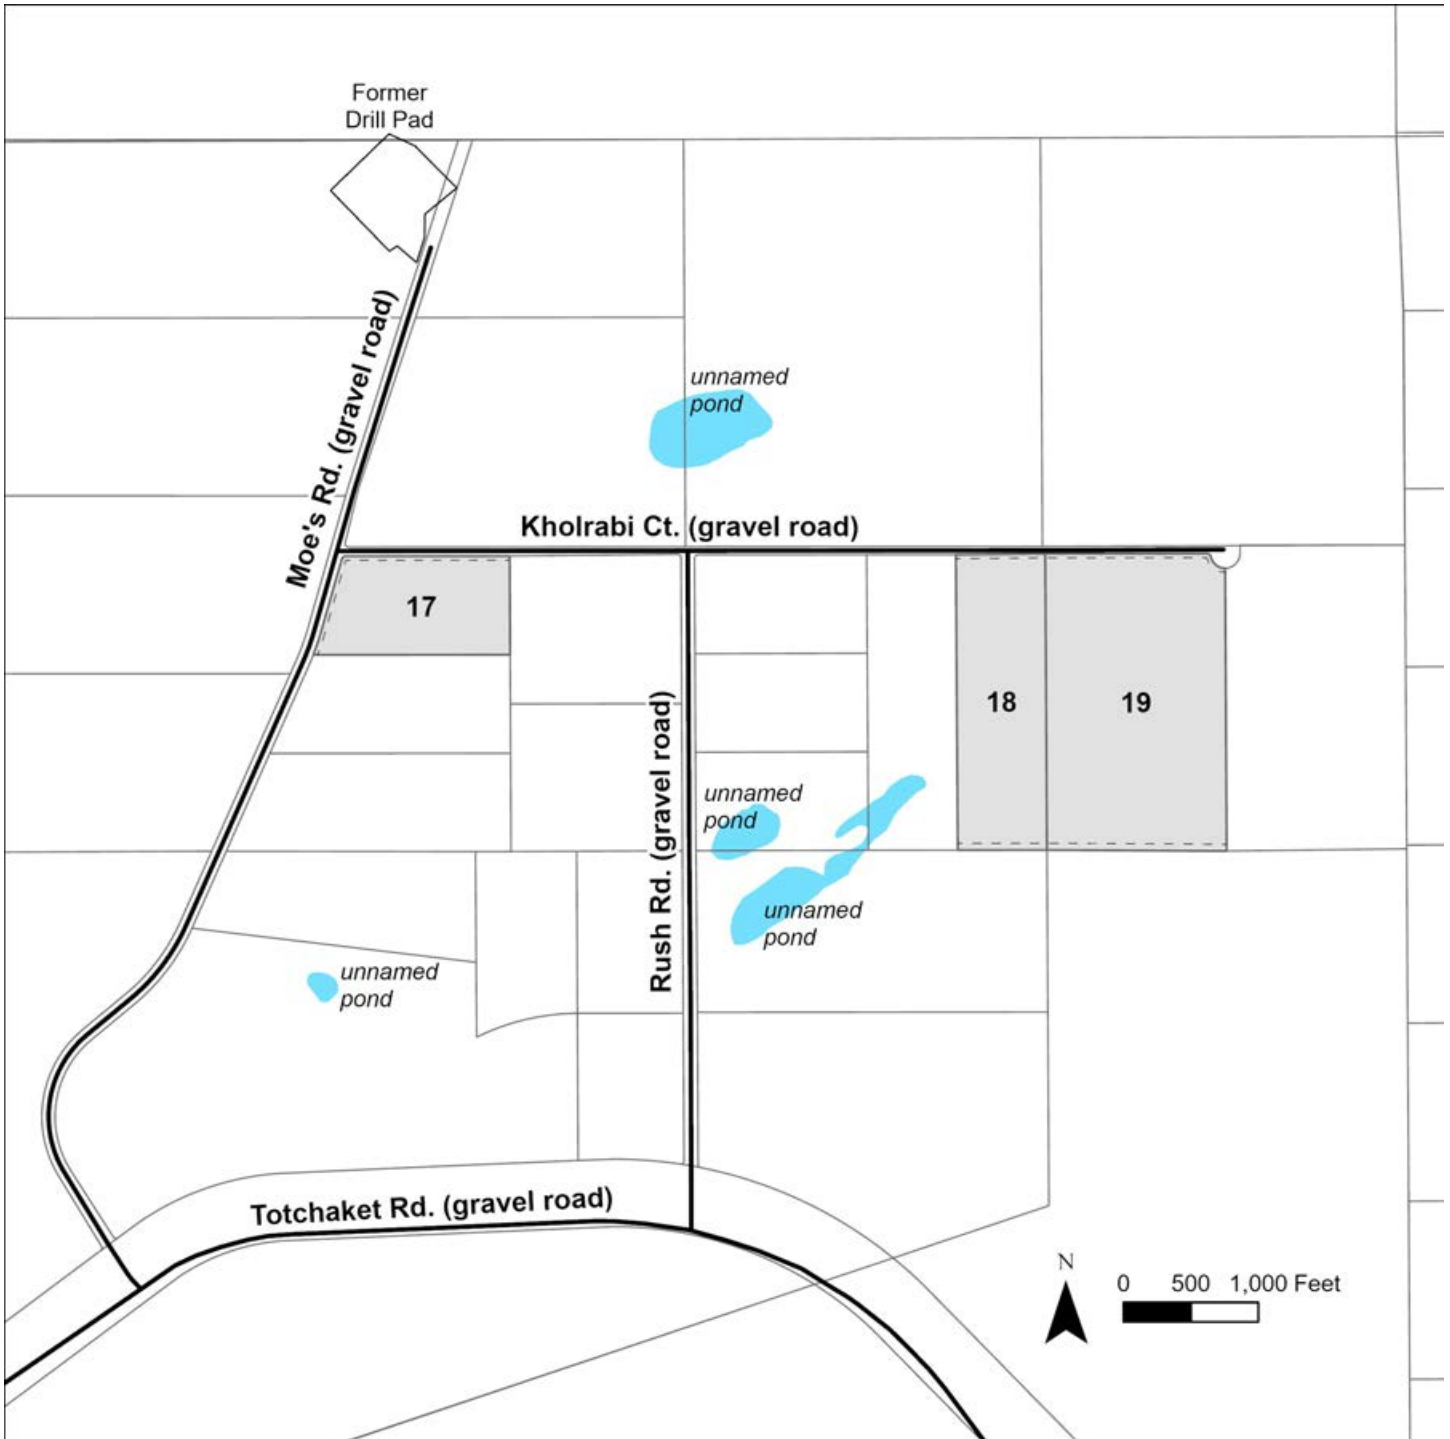 Former
Drill Pad
Moe's Rd. (gravel road)
unnamed
pond
Kholrabi Ct. (gravel road)
17
18
19
Rush Rd. (gravel road)
unnamed
pond
unnamed
pond
unnamed
pond
Totchaket Rd. (gravel road)
N
0 500 1,000 Feet